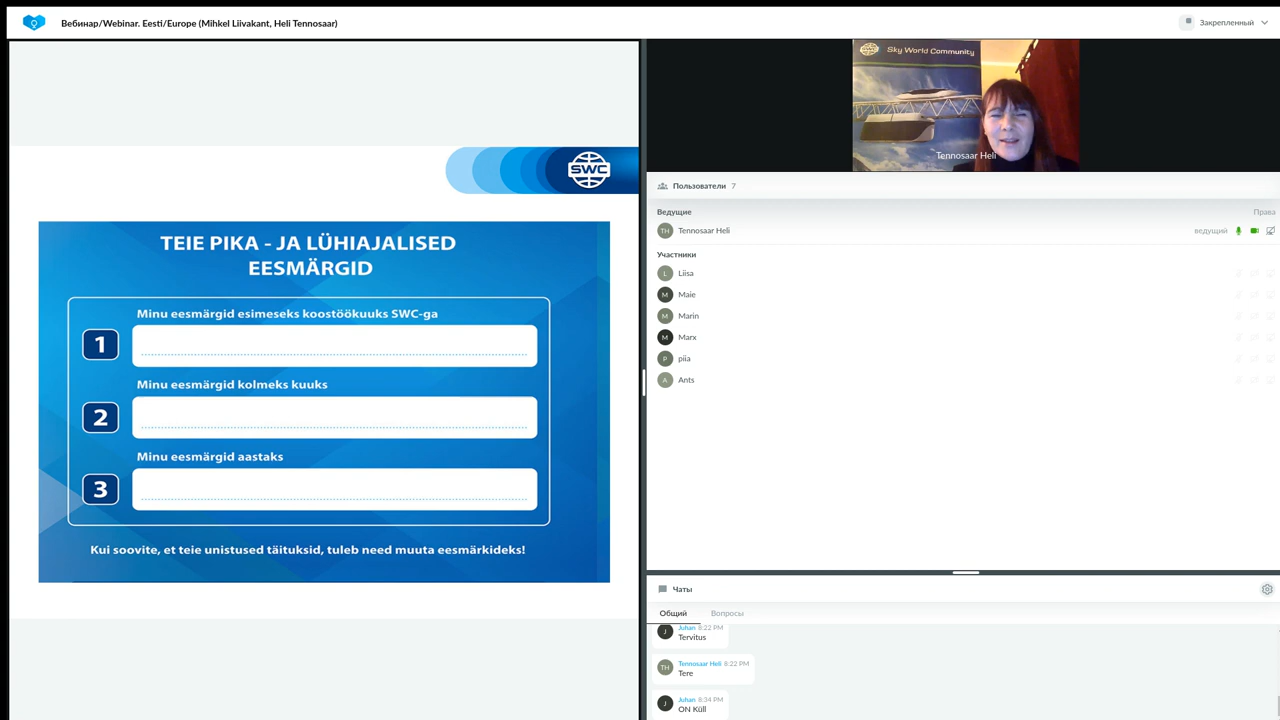 Вебинар/Webinar. Eesti/Europe (Mihkel Liivakant, Heli Tennosaar)
Закрепленный
SWC
TEIE PIKA - JA LÜHIAJALISED
EESMÄRGID
Minu eesmärgid esimeseks koostöökuuks SWC-ga
1
Minu eesmärgid kolmeks kuuks
2
Minu eesmärgid aastaks
3
Kui soovite, et teie unistused täituksid, tuleb need muuta eesmärkideks!
Sky World Community
Tennosaar Heli
Пользователи 7
Ведущие Права
TH Tennosaar Heli ведущий
Участники
L Liisa
M Maie
M Marin
M Marx
P piia
A Ants
Чаты
Общий Вопросы
J Juhan 8:22 PM
Tervitus
TH Tennosaar Heli 8:22 PM
Tere
J Juhan 8:34 PM
ON Küll